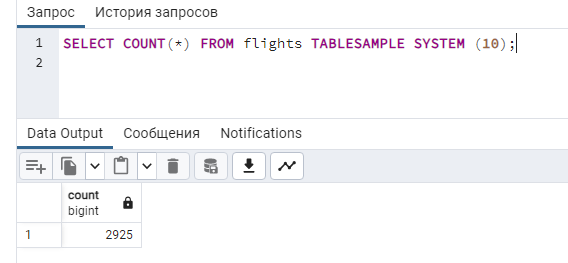 Запрос История запросов
1 SELECT COUNT(*) FROM flights TABLESAMPLE SYSTEM (10);
2
Data Output Сообщения Notifications
count
bigint
1 2925